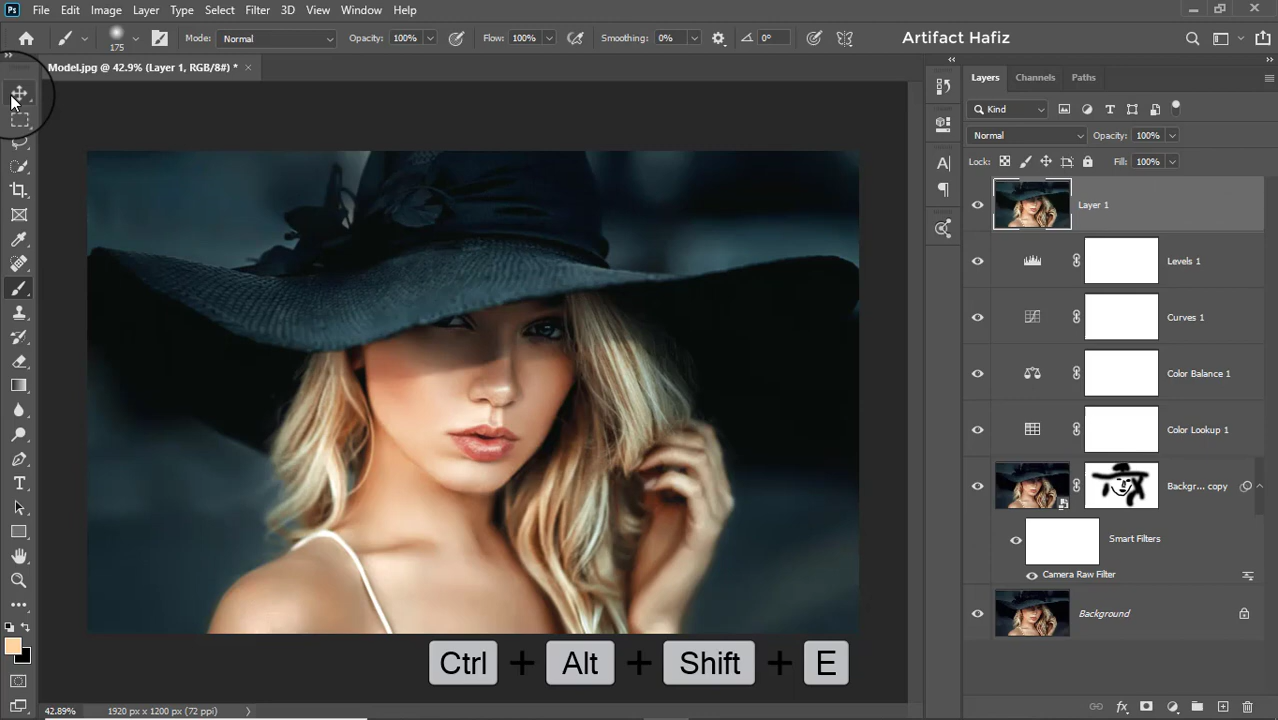 Ps File Edit Image Layer Type Select Filter 3D View Window Help
175 Mode: Normal Opacity: 100% Flow: 100% Smoothing: 0% 0° Artifact Hafiz
Model.jpg @ 42.9% (Layer 1, RGB/8#) * ×
Layers Channels Paths
Kind
Normal Opacity: 100%
Lock: Fill: 100%
Layer 1
Levels 1
Curves 1
Color Balance 1
Color Lookup 1
Backgr... copy
Smart Filters
Camera Raw Filter
Background
Ctrl + Alt + Shift + E
42.89% 1920 px x 1200 px (72 ppi)